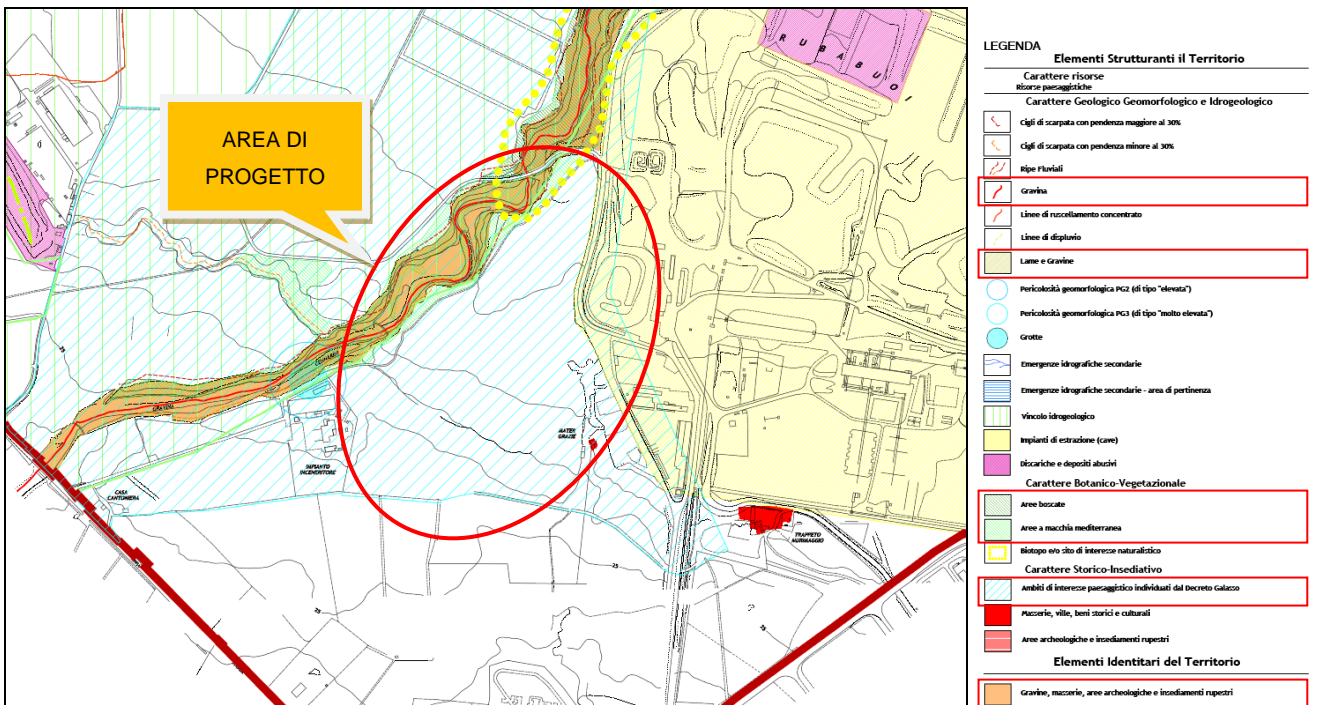 RUBABUOI
AREA DI
PROGETTO
GRAVINA
MATER
GRAZIE
IMPIANTO
INCENERITORE
CASA
CANTONIERA
TRAPPETO
25
25
25
25
LEGENDA
Elementi Strutturanti il Territorio
Carattere risorse
Risorse paesaggistiche
Carattere Geologico Geomorfologico e Idrogeologico
Cigli di scarpata con pendenza maggiore al 30%
Cigli di scarpata con pendenza minore al 30%
Ripe Fluviali
Gravina
Linee di ruscellamento concentrato
Linee di displuvio
Lame e Gravine
Pericolosità geomorfologica PG2 (di tipo "elevata")
Pericolosità geomorfologica PG3 (di tipo "molto elevata")
Grotte
Emergenze idrografiche secondarie
Emergenze idrografiche secondarie - area di pertinenza
Vincolo idrogeologico
Impianti di estrazione (cave)
Discariche e depositi abusivi
Carattere Botanico-Vegetazionale
Aree boscate
Aree a macchia mediterranea
Biotopo e/o sito di interesse naturalistico
Carattere Storico-Insediativo
Ambiti di interesse paesaggistico individuati dal Decreto Galasso
Masserie, ville, beni storici e culturali
Aree archeologiche e insediamenti rupestri
Elementi Identitari del Territorio
Gravine, masserie, aree archeologiche e insediamenti rupestri